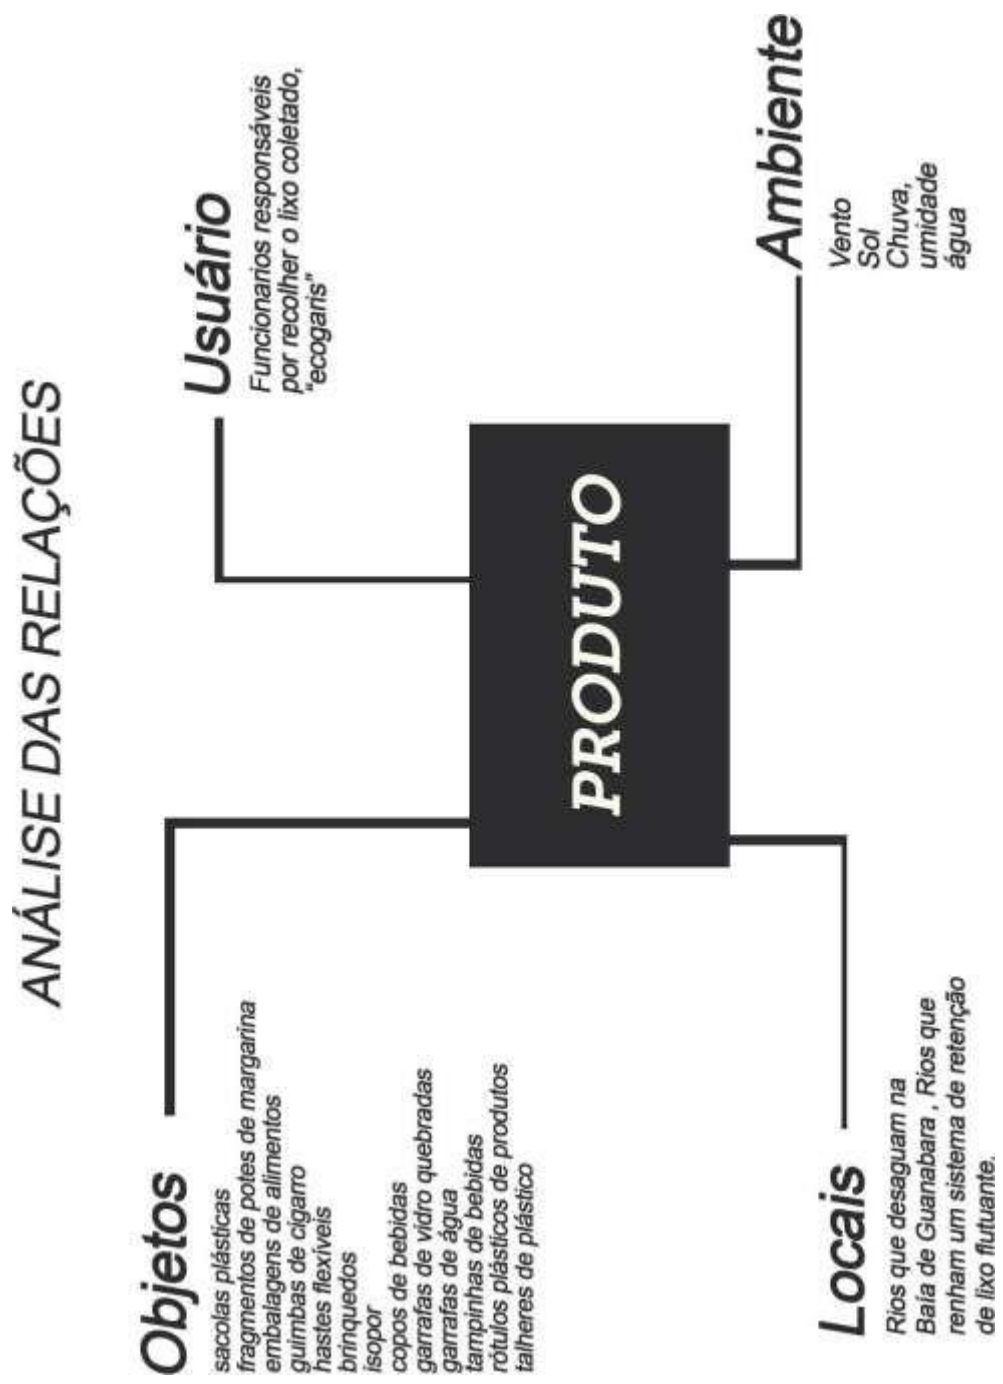 ANÁLISE DAS RELAÇÕES
Objetos
sacolas plásticas
fragmentos de potes de margarina
embalagens de alimentos
guimbas de cigarro
hastes flexíveis
brinquedos
isopor
copos de bebidas
garrafas de vidro quebradas
garrafas de água
tampinhas de bebidas
rótulos plásticos de produtos
talheres de plástico
Usuário
Funcionarios responsáveis
por recolher o lixo coletado,
“ecogaris”
PRODUTO
Locais
Rios que desaguam na
Baía de Guanabara , Rios que
renham um sistema de retenção
de lixo flutuante.
Ambiente
Vento
Sol
Chuva,
umidade
água